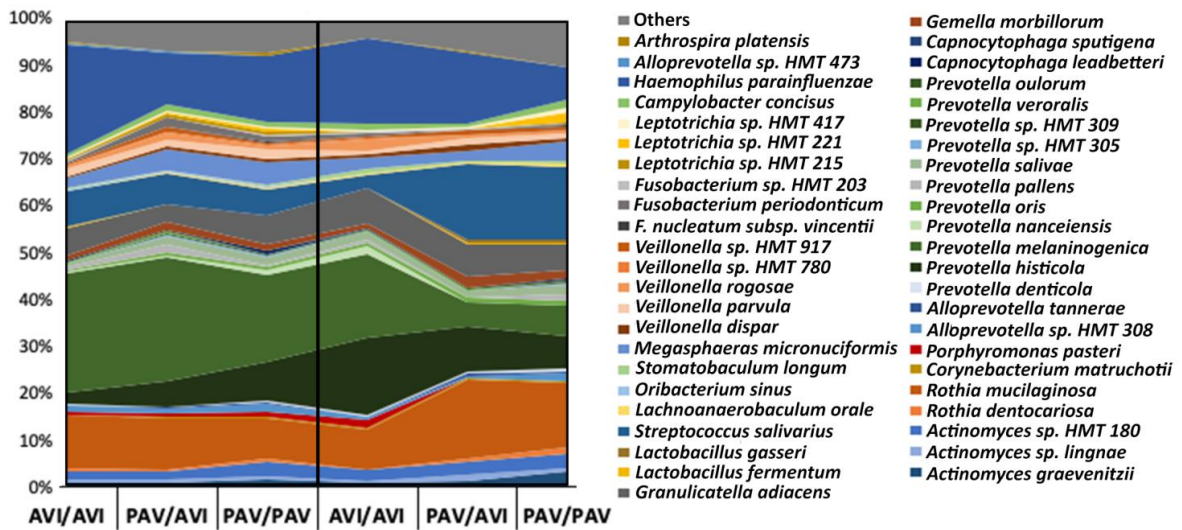 100%
90%
80%
70%
60%
50%
40%
30%
20%
10%
0%
AVI/AVI PAV/AVI PAV/PAV AVI/AVI PAV/AVI PAV/PAV
Others
Arthrospira platensis
Alloprevotella sp. HMT 473
Haemophilus parainfluenzae
Campylobacter concisus
Leptotrichia sp. HMT 417
Leptotrichia sp. HMT 221
Leptotrichia sp. HMT 215
Fusobacterium sp. HMT 203
Fusobacterium periodonticum
F. nucleatum subsp. vincentii
Veillonella sp. HMT 917
Veillonella sp. HMT 780
Veillonella rogosae
Veillonella parvula
Veillonella dispar
Megasphaeras micronuciformis
Stomatobaculum longum
Oribacterium sinus
Lachnoanaerobaculum orale
Streptococcus salivarius
Lactobacillus gasseri
Lactobacillus fermentum
Granulicatella adiacens
Gemella morbillorum
Capnocytophaga sputigena
Capnocytophaga leadbetteri
Prevotella oulorum
Prevotella veroralis
Prevotella sp. HMT 309
Prevotella sp. HMT 305
Prevotella salivae
Prevotella pallens
Prevotella oris
Prevotella nanceiensis
Prevotella melaninogenica
Prevotella histicola
Prevotella denticola
Alloprevotella tannerae
Alloprevotella sp. HMT 308
Porphyromonas pasteri
Corynebacterium matruchotii
Rothia mucilaginosa
Rothia dentocariosa
Actinomyces sp. HMT 180
Actinomyces sp. lingnae
Actinomyces graevenitzii